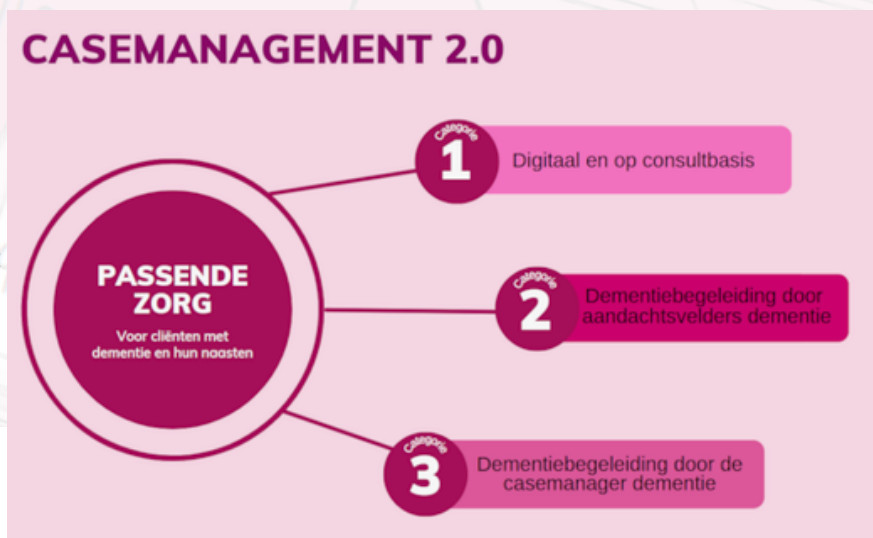 CASEMANAGEMENT 2.0
PASSENDE
ZORG
Voor cliënten met
dementie en hun naasten
Categorie
1
Digitaal en op consultbasis
Categorie
2
Dementiebegeleiding door
aandachtsvelders dementie
Categorie
3
Dementiebegeleiding door de
casemanager dementie